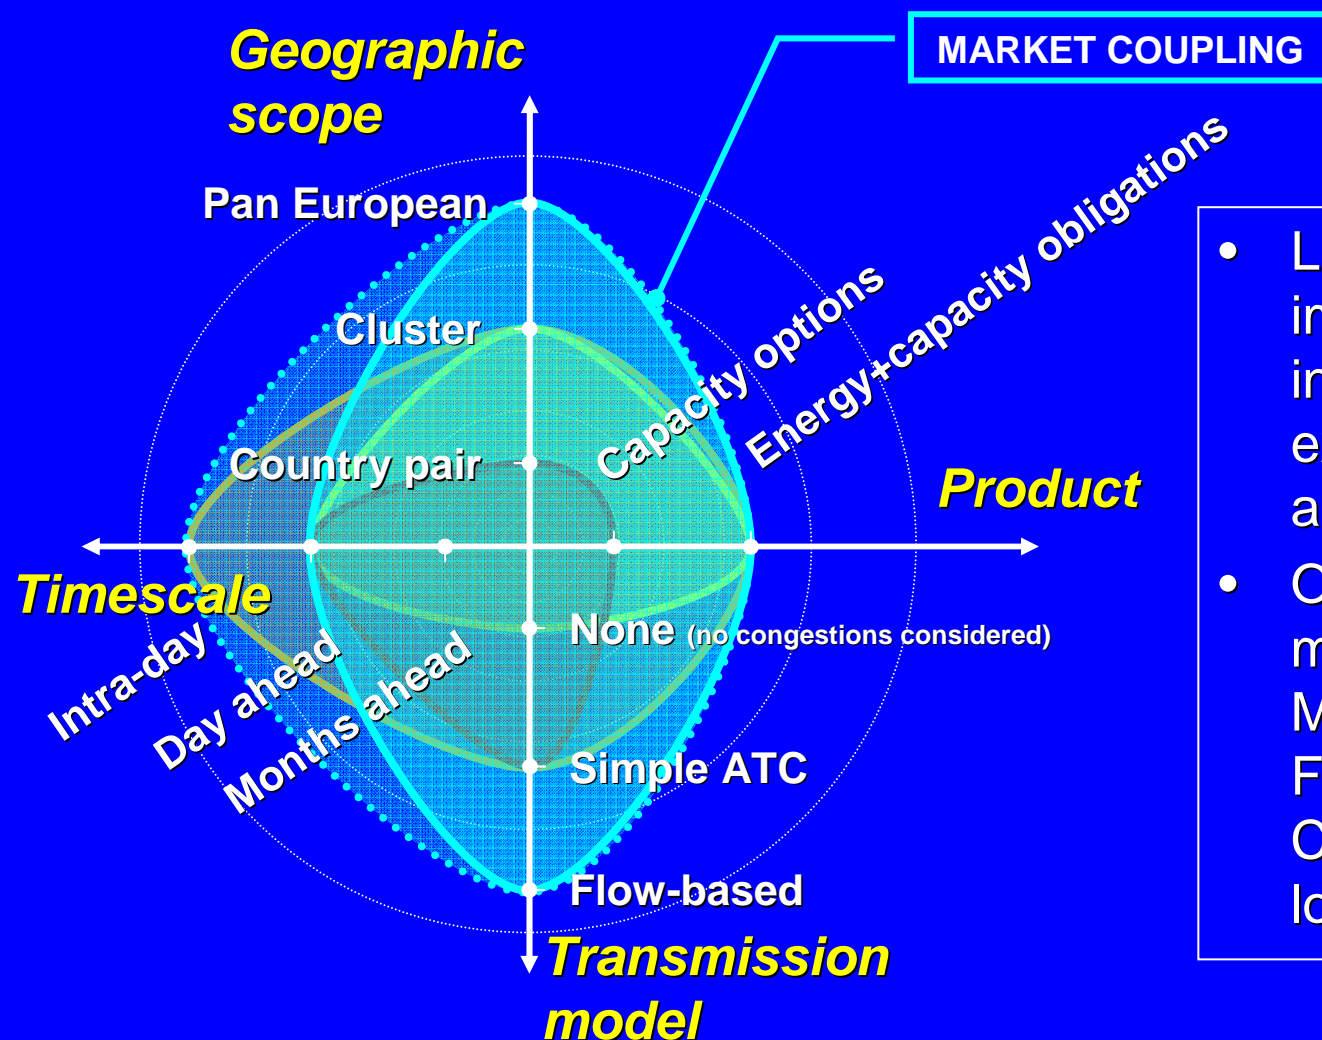 Geographic
scope
MARKET COUPLING
Pan European
Cluster
Country pair
Capacity options
Energy+capacity obligations
Product
Timescale
Intra-day
Day ahead
Months ahead
None (no congestions considered)
Simple ATC
Flow-based
Transmission
model